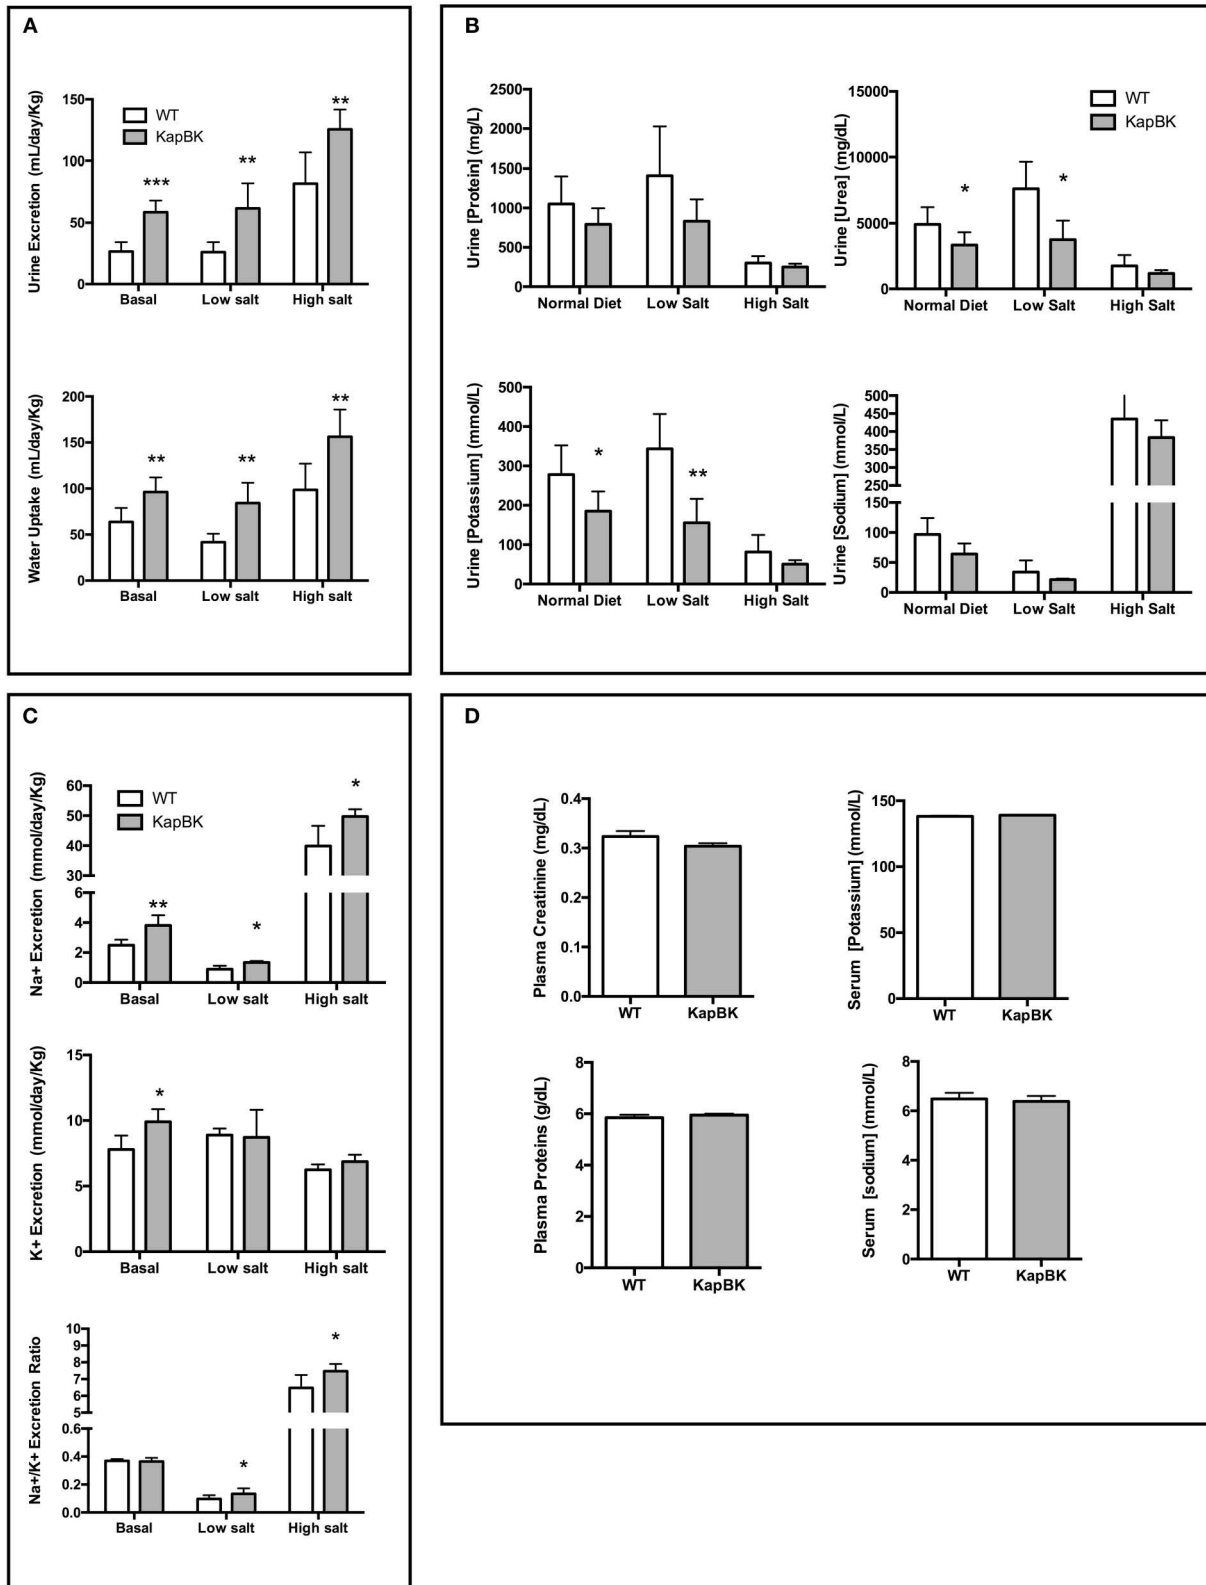 A
Urine Excretion (mL/day/Kg)
150
100
50
0
WT
KapBK
***
**
**
Basal Low salt High salt
Water Uptake (mL/day/Kg)
200
150
100
50
0
**
**
**
Basal Low salt High salt
B
Urine [Protein] (mg/L)
2500
2000
1500
1000
500
0
Normal Diet Low Salt High Salt
Urine [Urea] (mg/dL)
15000
10000
5000
0
WT
KapBK
*
*
Normal Diet Low Salt High Salt
Urine [Potassium] (mmol/L)
500
400
300
200
100
0
*
**
Normal Diet Low Salt High Salt
Urine [Sodium] (mmol/L)
500
450
400
350
300
250
150
100
50
0
Normal Diet Low Salt High Salt
C
Na+ Excretion (mmol/day/Kg)
60
50
40
30
6
4
2
0
WT
KapBK
**
*
*
Basal Low salt High salt
K+ Excretion (mmol/day/Kg)
15
10
5
0
*
Basal Low salt High salt
Na+/K+ Excretion Ratio
10
9
8
7
6
5
0.6
0.4
0.2
0.0
*
*
Basal Low salt High salt
D
Plasma Creatinine (mg/dL)
0.4
0.3
0.2
0.1
0.0
WT KapBK
Serum [Potassium] (mmol/L)
150
100
50
0
WT KapBK
Plasma Proteins (g/dL)
8
6
4
2
0
WT KapBK
Serum [sodium] (mmol/L)
8
6
4
2
0
WT KapBK